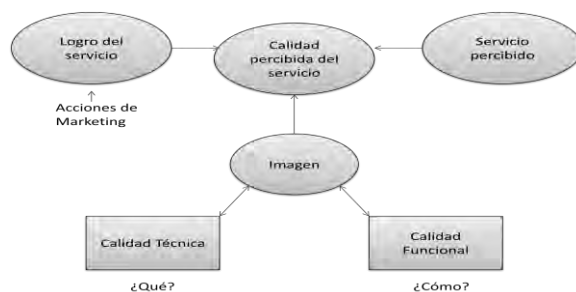 Logro del
servicio
Calidad
percibida del
servicio
Servicio
percibido
Acciones de
Marketing
Imagen
Calidad Técnica
Calidad
Funcional
¿Qué?
¿Cómo?